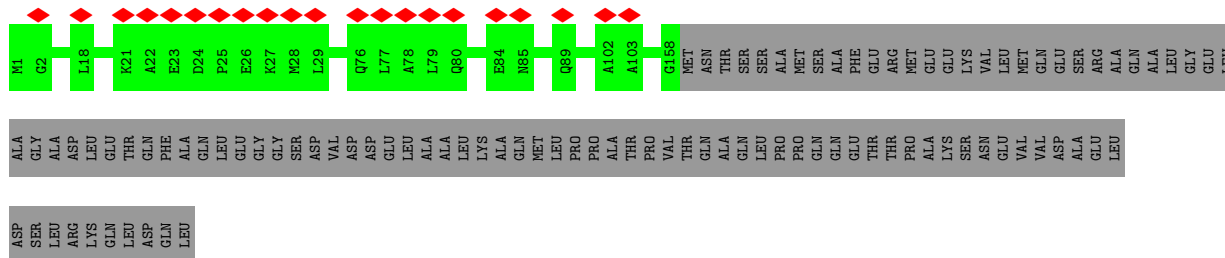 M1 G2 L18 K21 A22 E23 D24 P25 E26 K27 M28 L29 Q76 L77 A78 L79 Q80 E84 N85 Q89 A102 A103 G158 MET ASN THR SER SER ALA MET SER ALA PHE GLU ARG MET GLU GLU LYS VAL LEU MET GLN GLU SER ARG ALA GLN ALA LEU GLY GLU LEU
ALA GLY ALA ASP LEU GLU THR GLN PHE ALA GLN LEU GLU GLY GLY SER ASP VAL ASP ASP GLU LEU ALA ALA LEU LYS ALA GLN MET LEU PRO PRO ALA THR PRO VAL THR GLN ALA GLN LEU PRO PRO GLN GLN GLU THR THR PRO ALA LYS SER ASN GLU VAL VAL ASP ALA GLU LEU
ASP SER LEU ARG LYS GLN LEU ASP GLN LEU